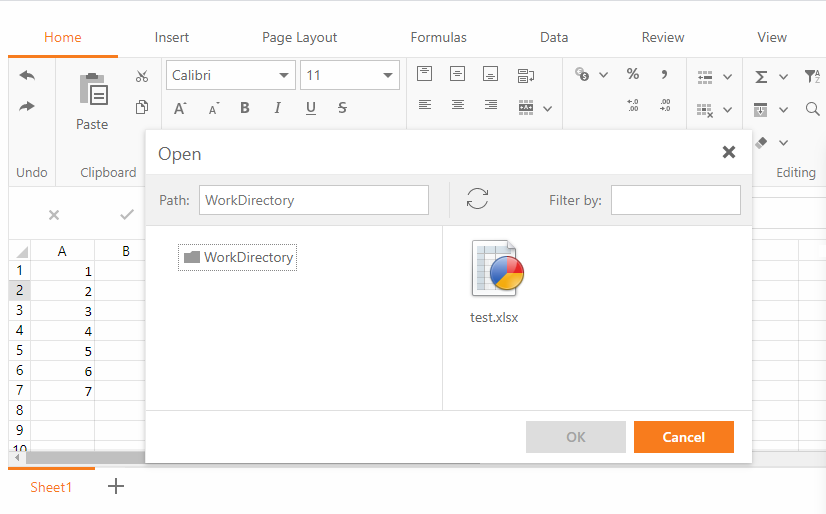 Home Insert Page Layout Formulas Data Review View
Calibri 11
Paste
Undo Clipboard Editing
Open
Path: WorkDirectory Filter by:
WorkDirectory
test.xlsx
A B
1 1
2 2
3 3
4 4
5 5
6 6
7 7
8
9
10
OK Cancel
Sheet1